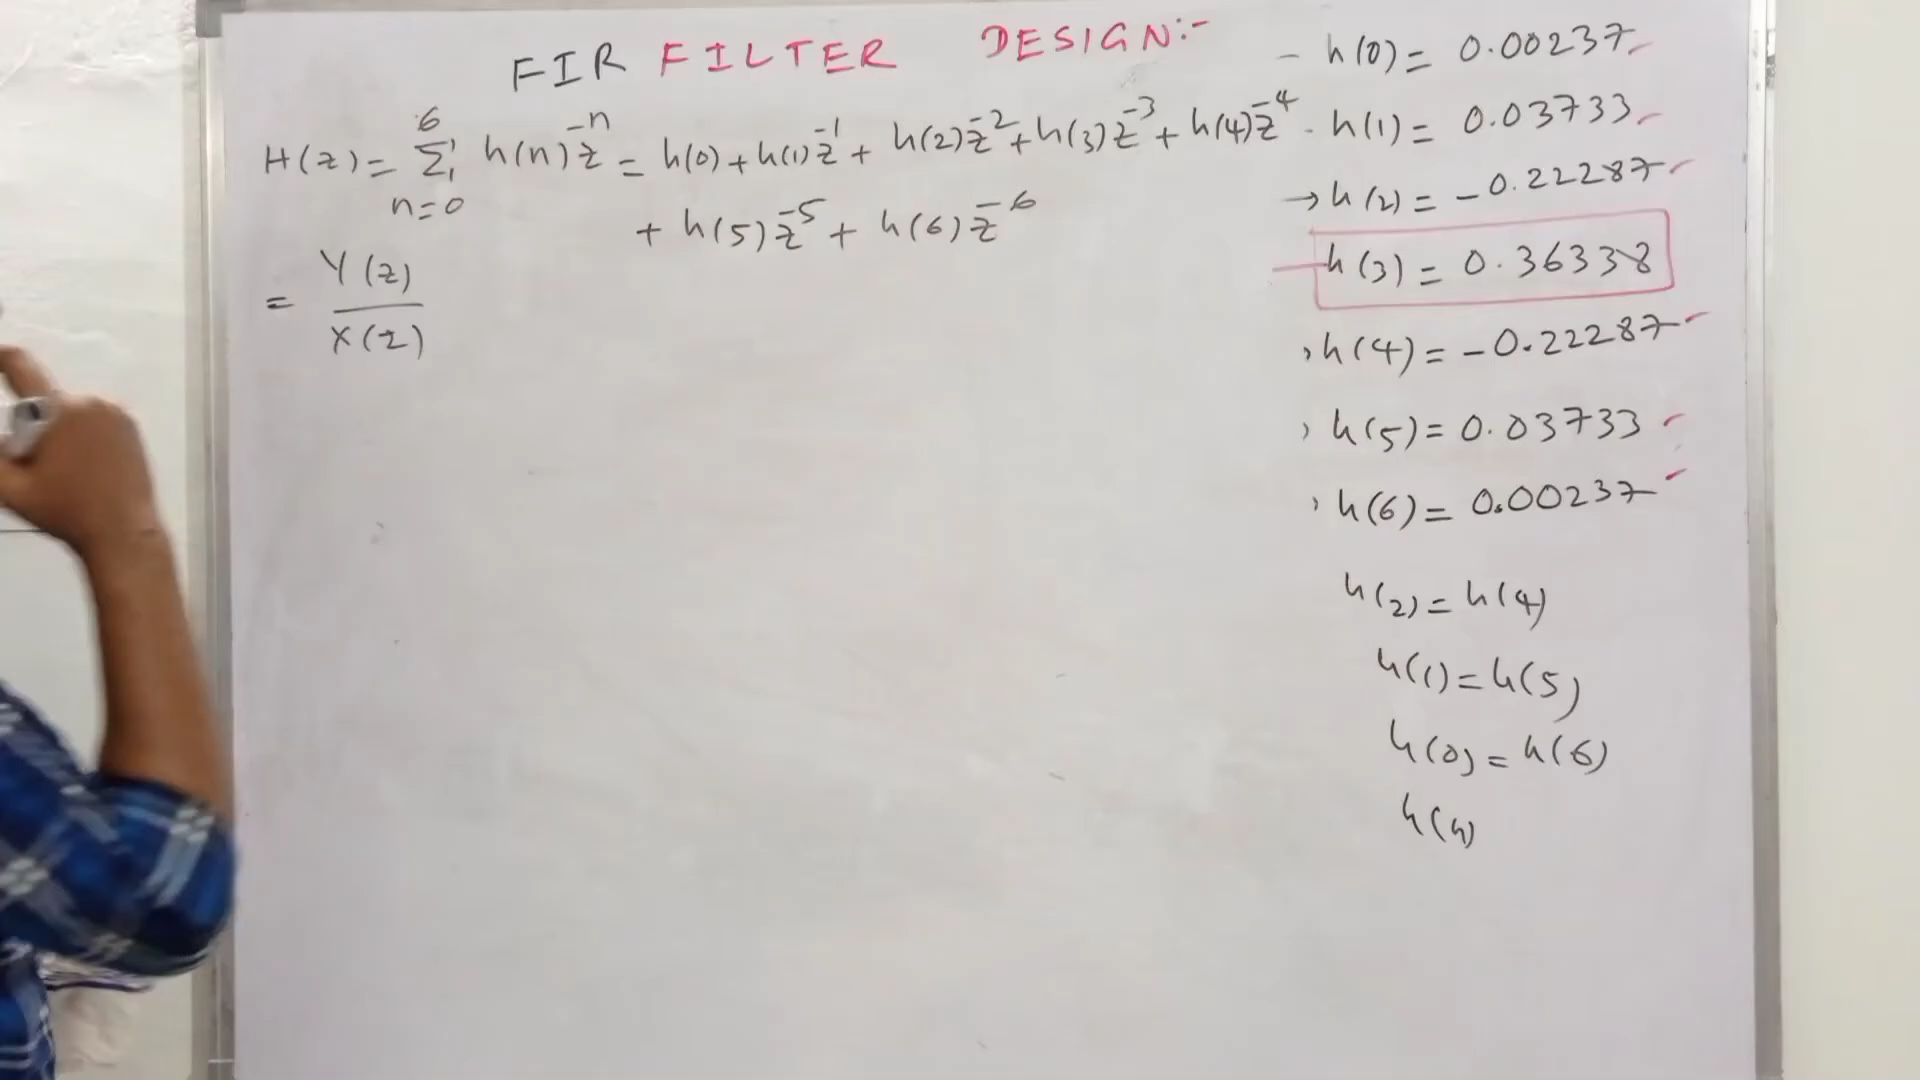 FIR FILTER DESIGN:-
H(z) = 6 Σ n=0 h(n) z^-n = h(0) + h(1) z^-1 + h(2) z^-2 + h(3) z^-3 + h(4) z^-4
+ h(5) z^-5 + h(6) z^-6
= Y(z) / X(z)
h(0) = 0.00237
h(1) = 0.03733
→ h(2) = -0.22287
h(3) = 0.36338
h(4) = -0.22287
h(5) = 0.03733
h(6) = 0.00237
h(2) = h(4)
h(1) = h(5)
h(0) = h(6)